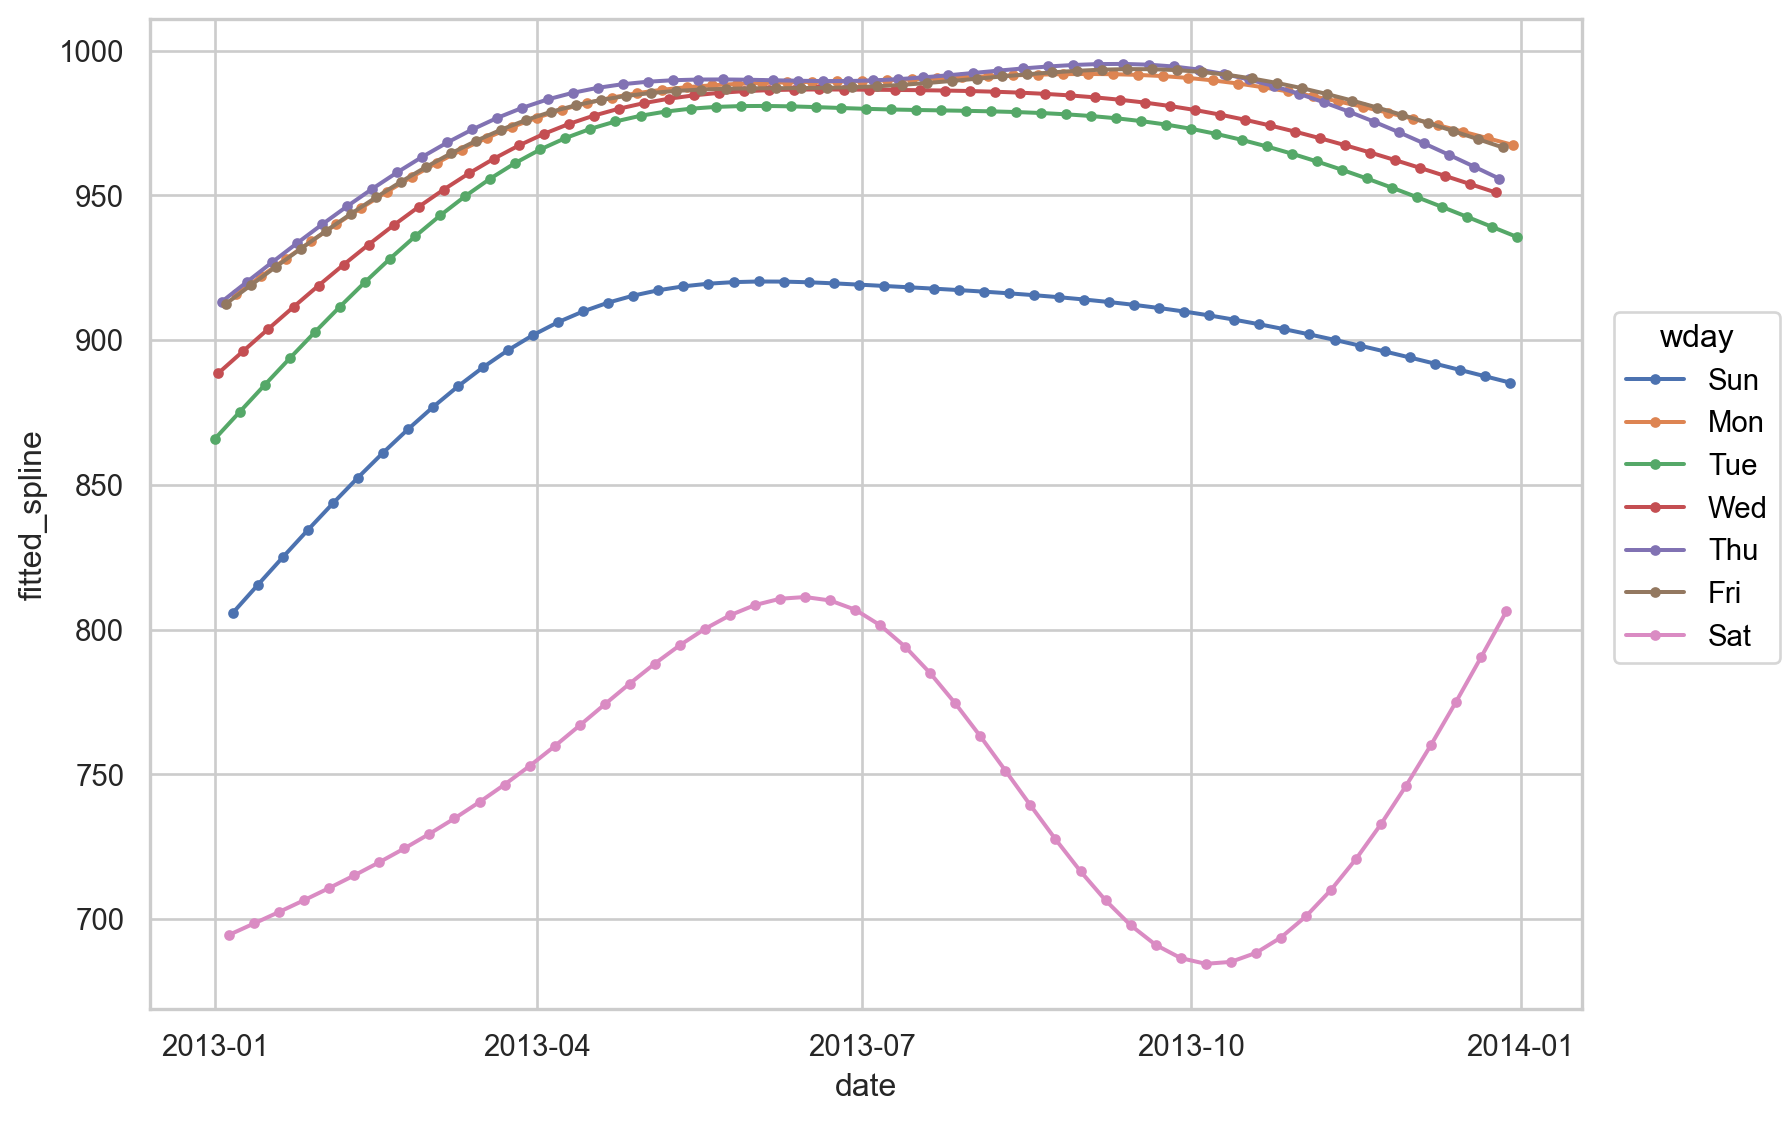 1000
950
900
850
800
750
700
fitted_spline
2013-01
2013-04
2013-07
2013-10
2014-01
date
wday
Sun
Mon
Tue
Wed
Thu
Fri
Sat